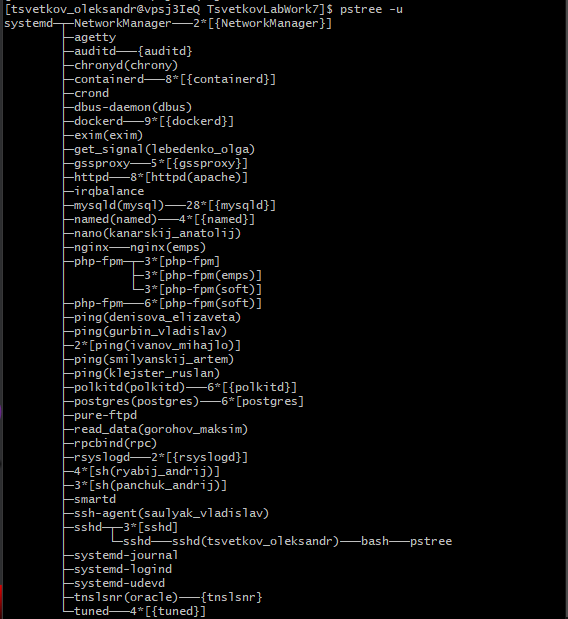 [tsvetkov_oleksandr@vpsj3IeQ TsvetkovLabWork7]$ pstree -u
systemd─┬─NetworkManager───2*[{NetworkManager}]
        ├─agetty
        ├─auditd───{auditd}
        ├─chronyd(chrony)
        ├─containerd───8*[{containerd}]
        ├─crond
        ├─dbus-daemon(dbus)
        ├─dockerd───9*[{dockerd}]
        ├─exim(exim)
        ├─get_signal(lebedenko_olga)
        ├─gssproxy───5*[{gssproxy}]
        ├─httpd───8*[httpd(apache)]
        ├─irqbalance
        ├─mysqld(mysql)───28*[{mysqld}]
        ├─named(named)───4*[{named}]
        ├─nano(kanarskij_anatolij)
        ├─nginx───nginx(emps)
        ├─php-fpm─┬─3*[php-fpm]
        │         ├─3*[php-fpm(emps)]
        │         └─3*[php-fpm(soft)]
        ├─php-fpm───6*[php-fpm(soft)]
        ├─ping(denisova_elizaveta)
        ├─ping(gurbin_vladislav)
        ├─2*[ping(ivanov_mihajlo)]
        ├─ping(smilyanskij_artem)
        ├─ping(klejster_ruslan)
        ├─polkitd(polkitd)───6*[{polkitd}]
        ├─postgres(postgres)───6*[postgres]
        ├─pure-ftpd
        ├─read_data(gorohov_maksim)
        ├─rpcbind(rpc)
        ├─rsyslogd───2*[{rsyslogd}]
        ├─4*[sh(ryabij_andrij)]
        ├─3*[sh(panchuk_andrij)]
        ├─smartd
        ├─ssh-agent(saulyak_vladislav)
        ├─sshd─┬─3*[sshd]
        │      └─sshd───sshd(tsvetkov_oleksandr)───bash───pstree
        ├─systemd-journal
        ├─systemd-logind
        ├─systemd-udevd
        ├─tnslsnr(oracle)───{tnslsnr}
        └─tuned───4*[{tuned}]